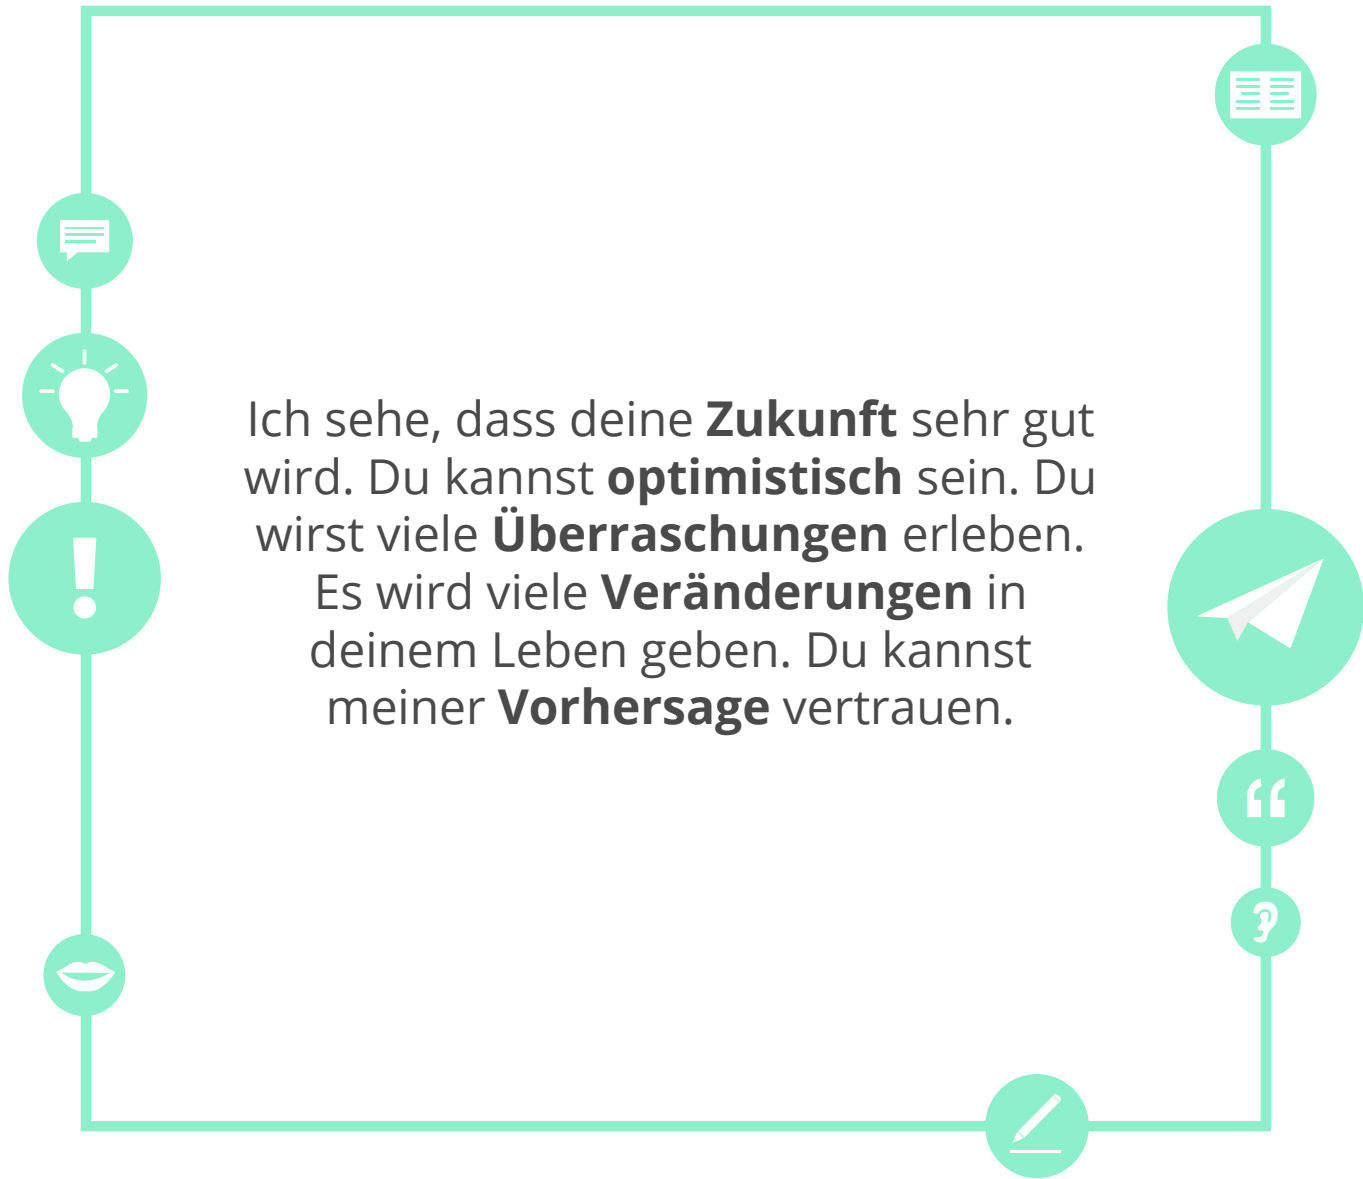 Ich sehe, dass deine Zukunft sehr gut
wird. Du kannst optimistisch sein. Du
wirst viele Überraschungen erleben.
Es wird viele Veränderungen in
deinem Leben geben. Du kannst
meiner Vorhersage vertrauen.